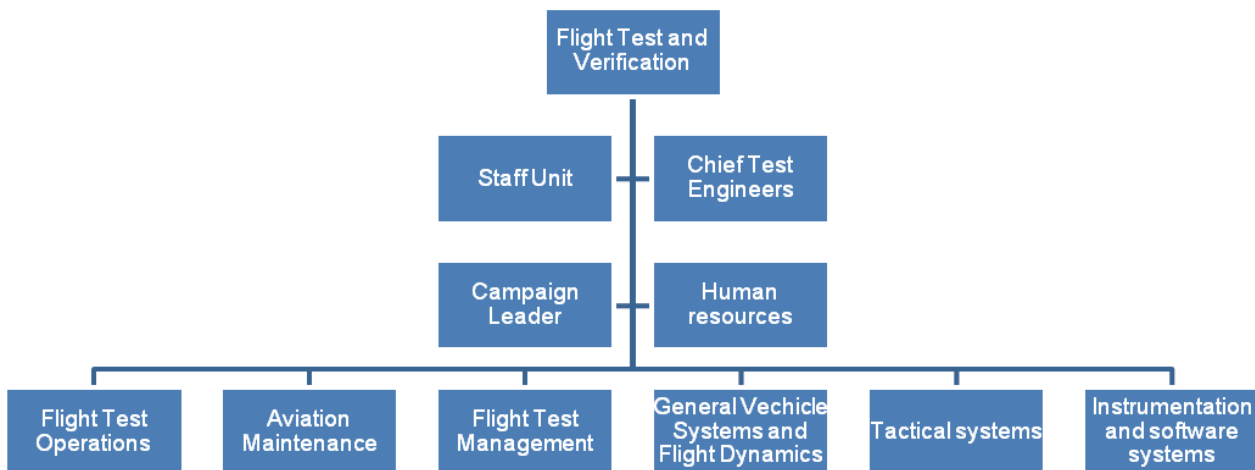 Flight Test and
Verification
Staff Unit
Chief Test
Engineers
Campaign
Leader
Human
resources
Flight Test
Operations
Aviation
Maintenance
Flight Test
Management
General Vechicle
Systems and
Flight Dynamics
Tactical systems
Instrumentation
and software
systems